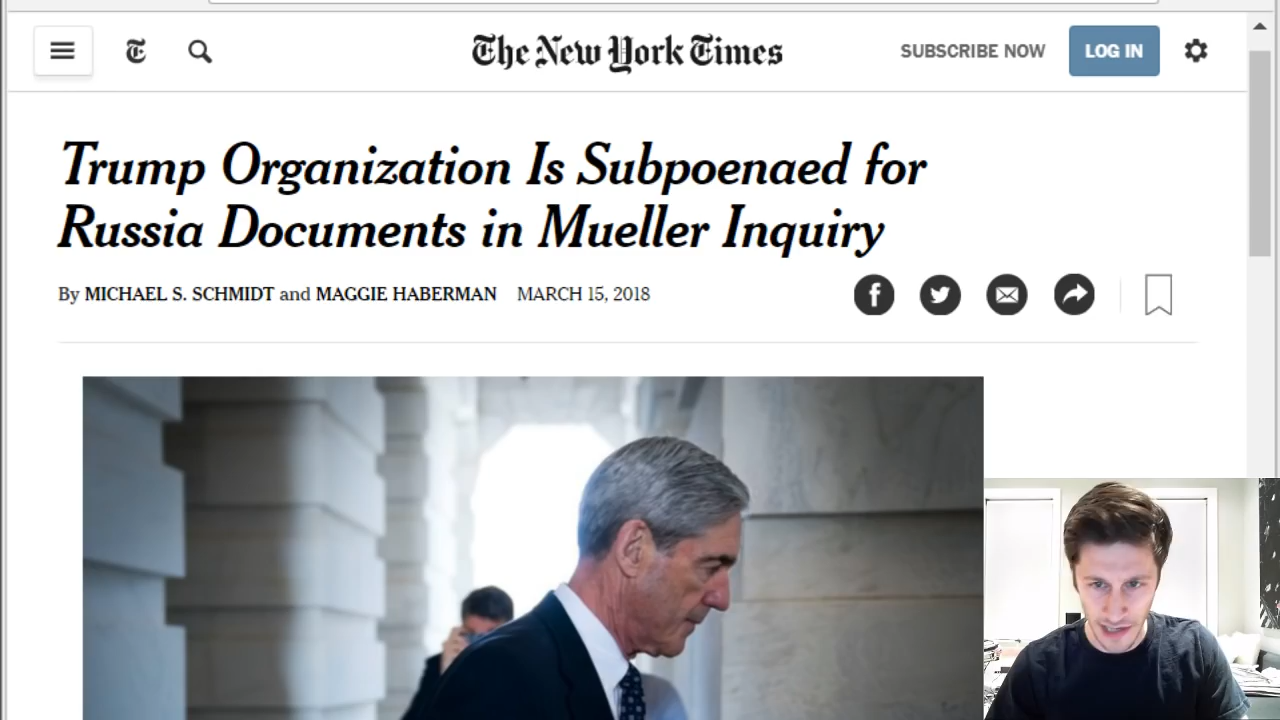 The New York Times
SUBSCRIBE NOW
LOG IN
Trump Organization Is Subpoenaed for
Russia Documents in Mueller Inquiry
By MICHAEL S. SCHMIDT and MAGGIE HABERMAN MARCH 15, 2018